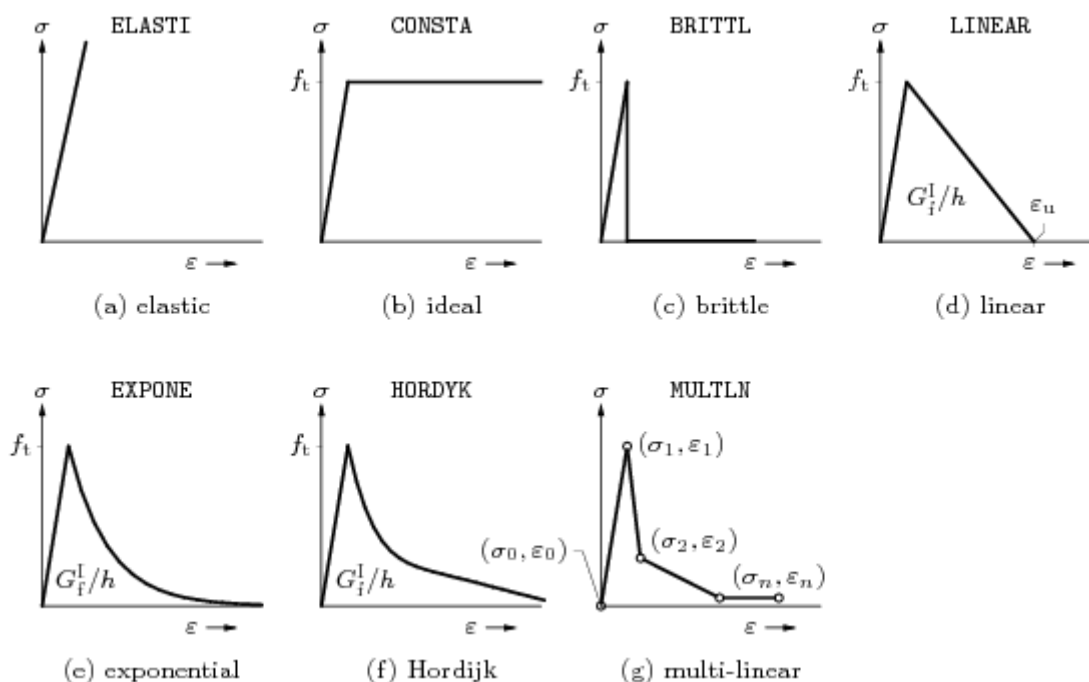 σ ELASTI
ε
(a) elastic
σ CONSTA
f_t
ε
(b) ideal
σ BRITTL
f_t
ε
(c) brittle
σ LINEAR
f_t
G_f^I/h
ε_u
ε
(d) linear
σ EXPONE
f_t
G_f^I/h
ε
(e) exponential
σ HORDYK
f_t
G_f^I/h
ε
(f) Hordijk
σ MULTLN
(σ_1, ε_1)
(σ_0, ε_0)
(σ_2, ε_2)
(σ_n, ε_n)
ε
(g) multi-linear